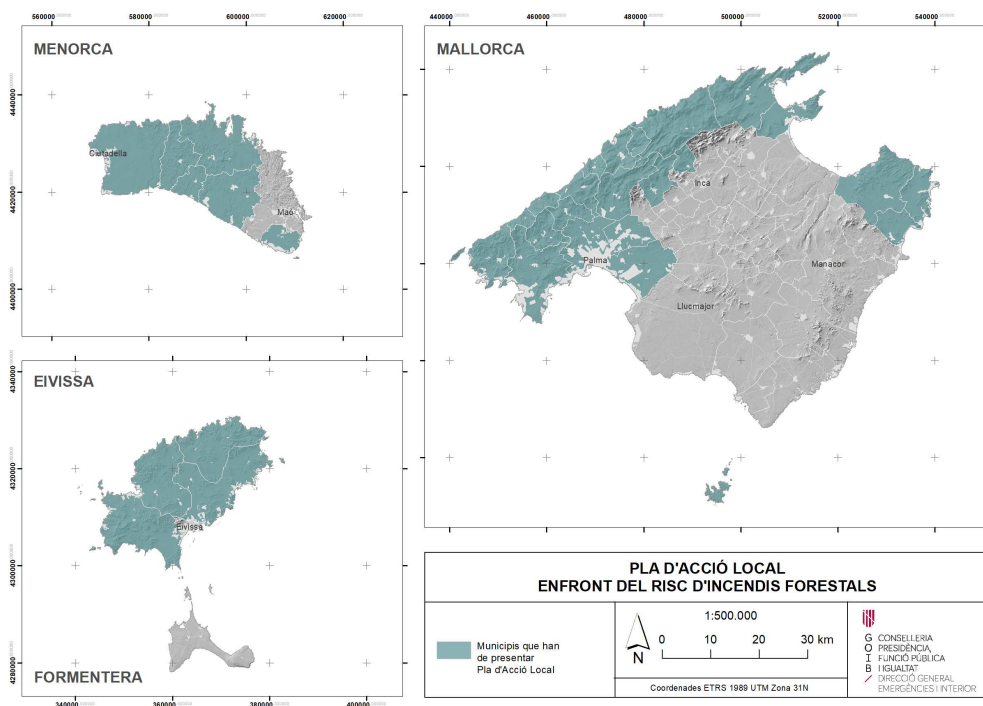 560000 580000 600000 620000
MENORCA
4440000
4420000
4400000
Ciutadella
Maó
440000 460000 480000 500000 520000 540000
MALLORCA
Inca
Palma
Manacor
Llucmajor
EIVISSA
4340000
4320000
4300000
4280000
Eivissa
FORMENTERA
340000 360000 380000 400000
PLA D'ACCIÓ LOCAL
ENFRONT DEL RISC D'INCENDIS FORESTALS
Municipis que han
de presentar
Pla d'Acció Local
1:500.000
0 10 20 30 km
N
Coordenades ETRS 1989 UTM Zona 31N
G CONSELLERIA
O PRESIDÈNCIA,
I FUNCIÓ PÚBLICA
B I IGUALTAT
/ DIRECCIÓ GENERAL
EMERGÈNCIES I INTERIOR